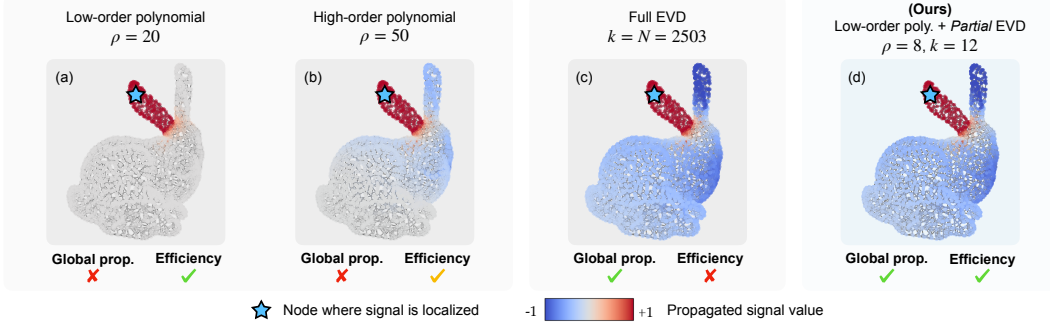 Low-order polynomial
ρ = 20
High-order polynomial
ρ = 50
Full EVD
k = N = 2503
(Ours)
Low-order poly. + Partial EVD
ρ = 8, k = 12
(a)
(b)
(c)
(d)
Global prop. Efficiency
✘ ✓
Global prop. Efficiency
✘ ✓
Global prop. Efficiency
✓ ✘
Global prop. Efficiency
✓ ✓
Node where signal is localized
-1 +1 Propagated signal value